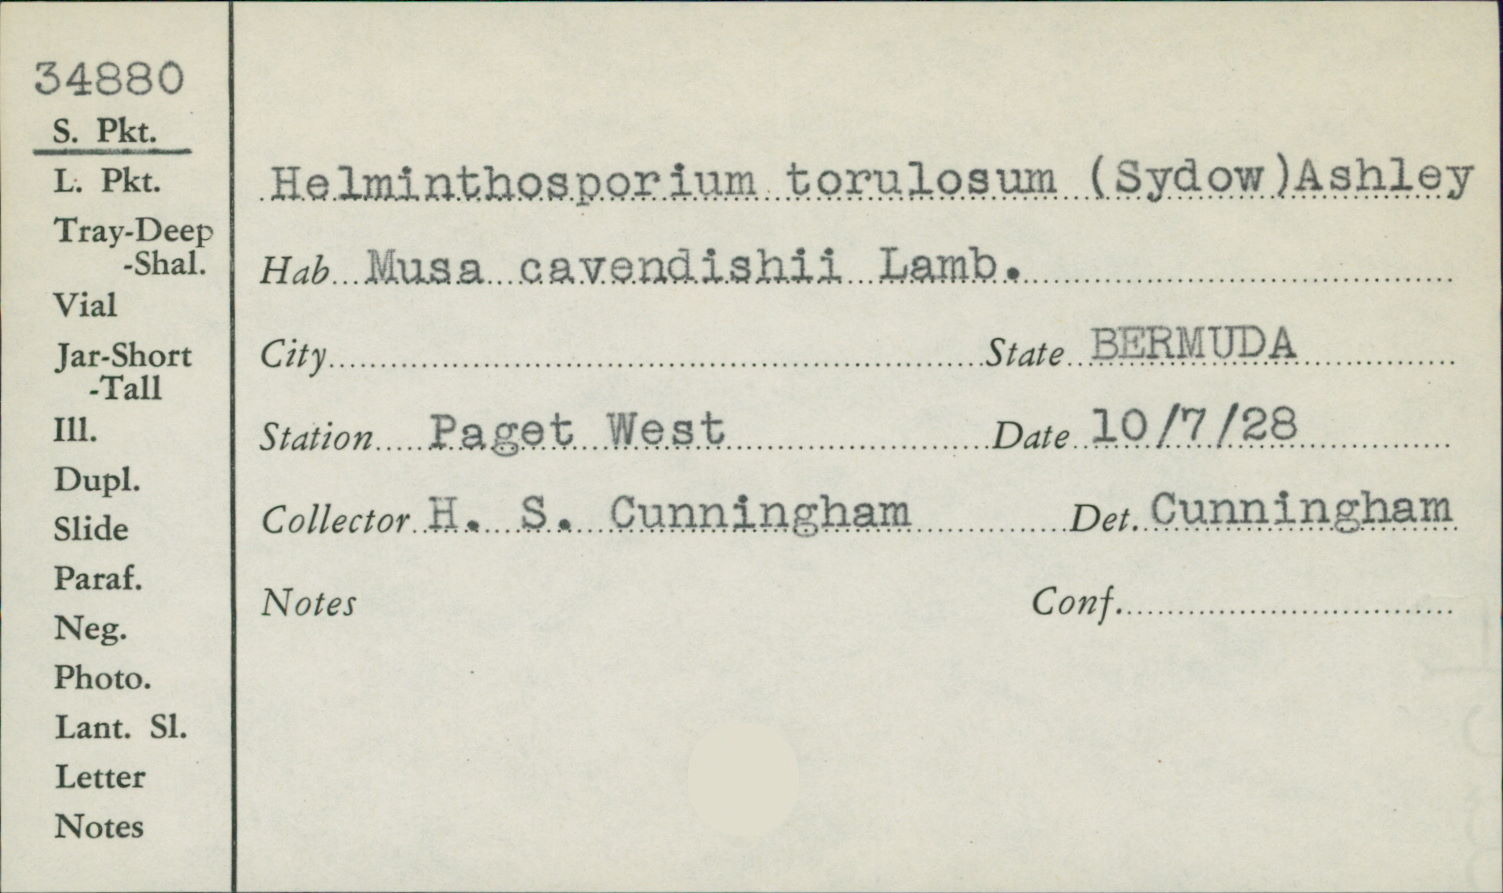 34880
S. Pkt.
L. Pkt.
Tray-Deep
-Shal.
Vial
Jar-Short
-Tall
Ill.
Dupl.
Slide
Paraf.
Neg.
Photo.
Lant. Sl.
Letter
Notes
Helminthosporium torulosum (Sydow)Ashley
Hab Musa cavendishii Lamb.
City State BERMUDA
Station Paget West Date 10/7/28
Collector H. S. Cunningham Det. Cunningham
Notes Conf.